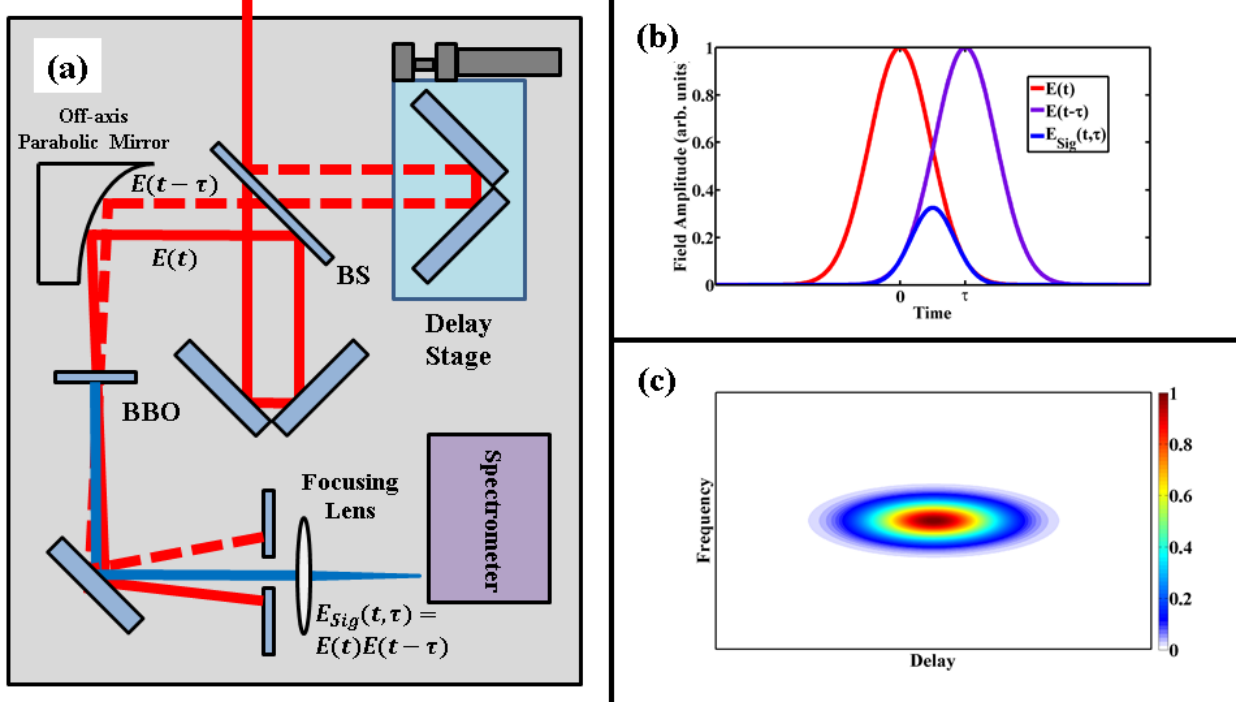 (a)
Off-axis
Parabolic Mirror
E(t − τ)
E(t)
BS
Delay
Stage
BBO
Focusing
Lens
Spectrometer
E_Sig(t, τ) =
E(t)E(t − τ)
(b)
Field Amplitude (arb. units)
1
0.8
0.6
0.4
0.2
0
0
τ
Time
E(t)
E(t-τ)
E_Sig(t,τ)
(c)
Frequency
Delay
1
0.8
0.6
0.4
0.2
0